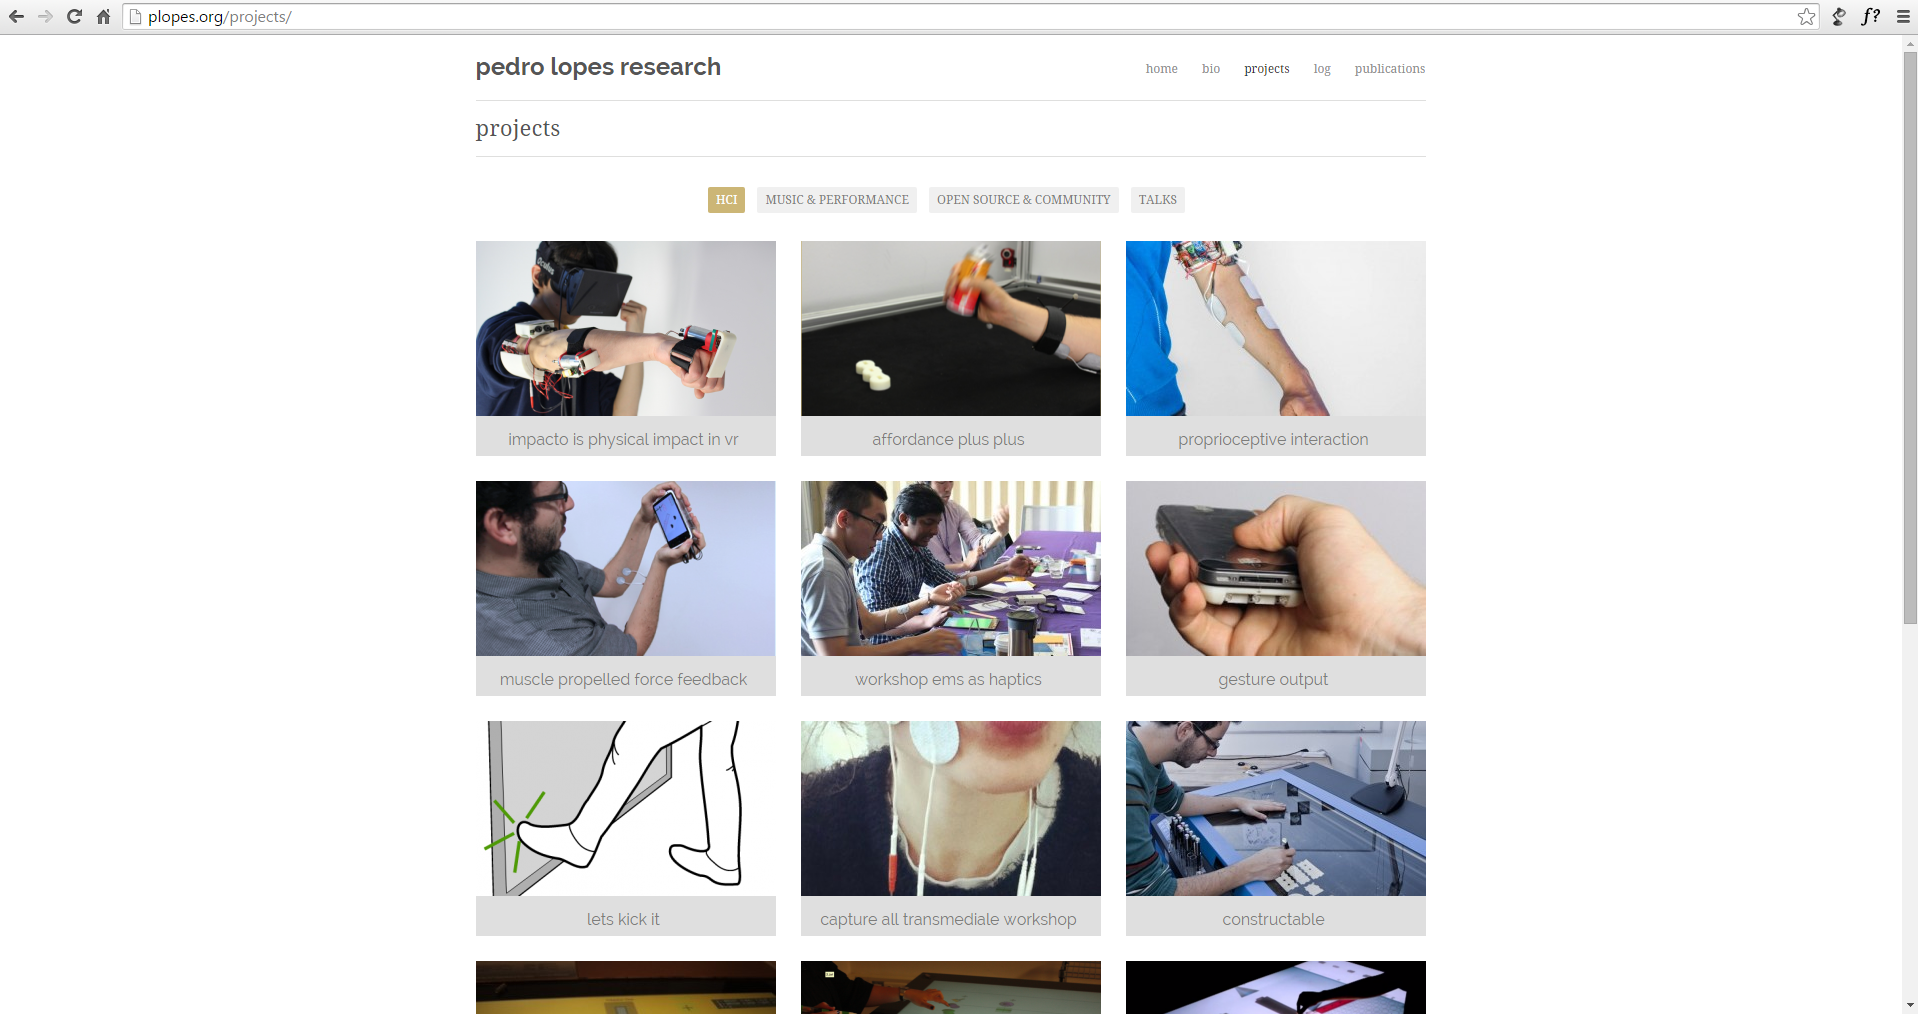 plopes.org/projects/
f?
pedro lopes research
home bio projects log publications
projects
HCI MUSIC & PERFORMANCE OPEN SOURCE & COMMUNITY TALKS
Oculus
impacto is physical impact in vr
affordance plus plus
proprioceptive interaction
muscle propelled force feedback
workshop ems as haptics
gesture output
lets kick it
capture all transmediale workshop
constructable